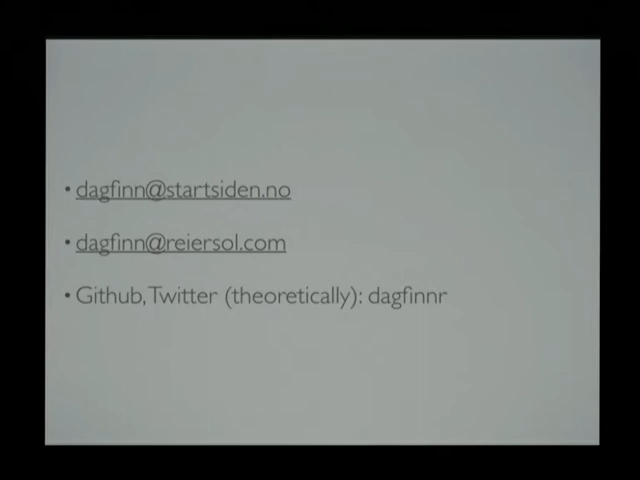 • dagfinn@startsiden.no
• dagfinn@reiersol.com
• Github, Twitter (theoretically): dagfinnr